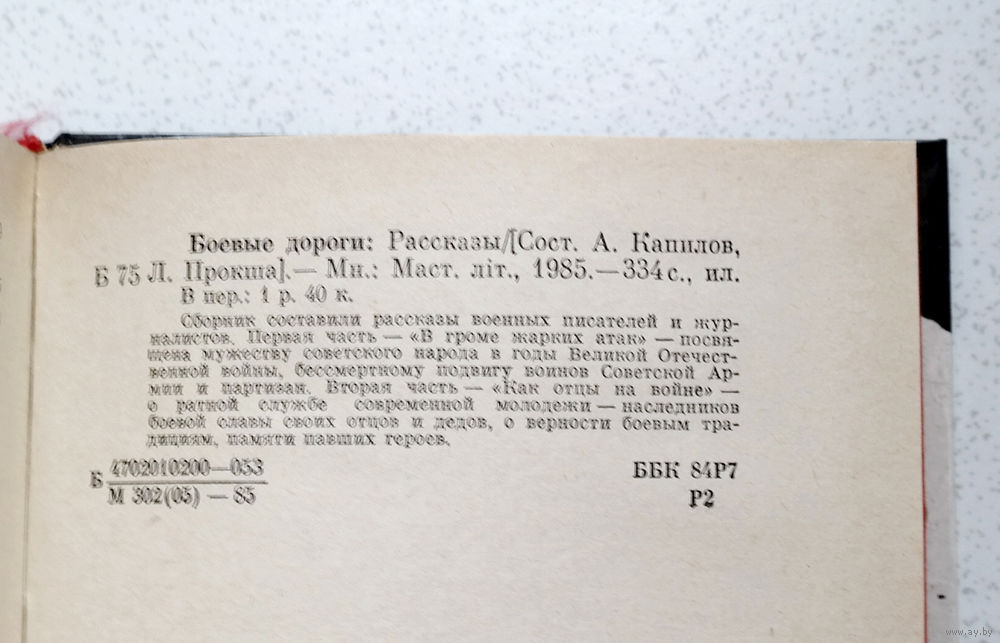 Боевые дороги: Рассказы/[Сост. А. Капилов,
Б 75 Л. Прокша].— Мн.: Маст. літ., 1985.—334 с., ил.
В пер.: 1 р. 40 к.
Сборник составили рассказы военных писателей и жур-
налистов. Первая часть — «В громе жарких атак» — посвя-
щена мужеству советского народа в годы Великой Отечест-
венной войны, бессмертному подвигу воинов Советской Ар-
мии и партизан. Вторая часть — «Как отцы на войне» —
о ратной службе современной молодежи — наследников
боевой славы своих отцов и дедов, о верности боевым тра-
дициям, памяти павших героев.
Б 4702010200—053
М 302(05) — 85
ББК 84Р7
Р2
www.ay.by